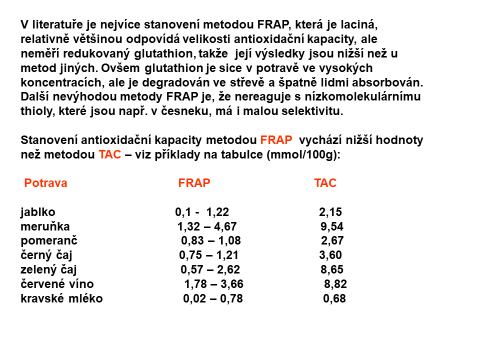 V literatuře je nejvíce stanovení metodou FRAP, která je laciná,
relativně většinou odpovídá velikosti antioxidační kapacity, ale
neměří redukovaný glutathion, takže její výsledky jsou nižší než u
metod jiných. Ovšem glutathion je sice v potravě ve vysokých
koncentracích, ale je degradován ve střevě a špatně lidmi absorbován.
Další nevýhodou metody FRAP je, že nereaguje s nízkomolekulárnímu
thioly, které jsou např. v česneku, má i malou selektivitu.
Stanovení antioxidační kapacity metodou FRAP vychází nižší hodnoty
než metodou TAC – viz příklady na tabulce (mmol/100g):
Potrava FRAP TAC
jablko 0,1 - 1,22 2,15
meruňka 1,32 – 4,67 9,54
pomeranč 0,83 – 1,08 2,67
černý čaj 0,75 – 1,21 3,60
zelený čaj 0,57 – 2,62 8,65
červené víno 1,78 – 3,66 8,82
kravské mléko 0,02 – 0,78 0,68